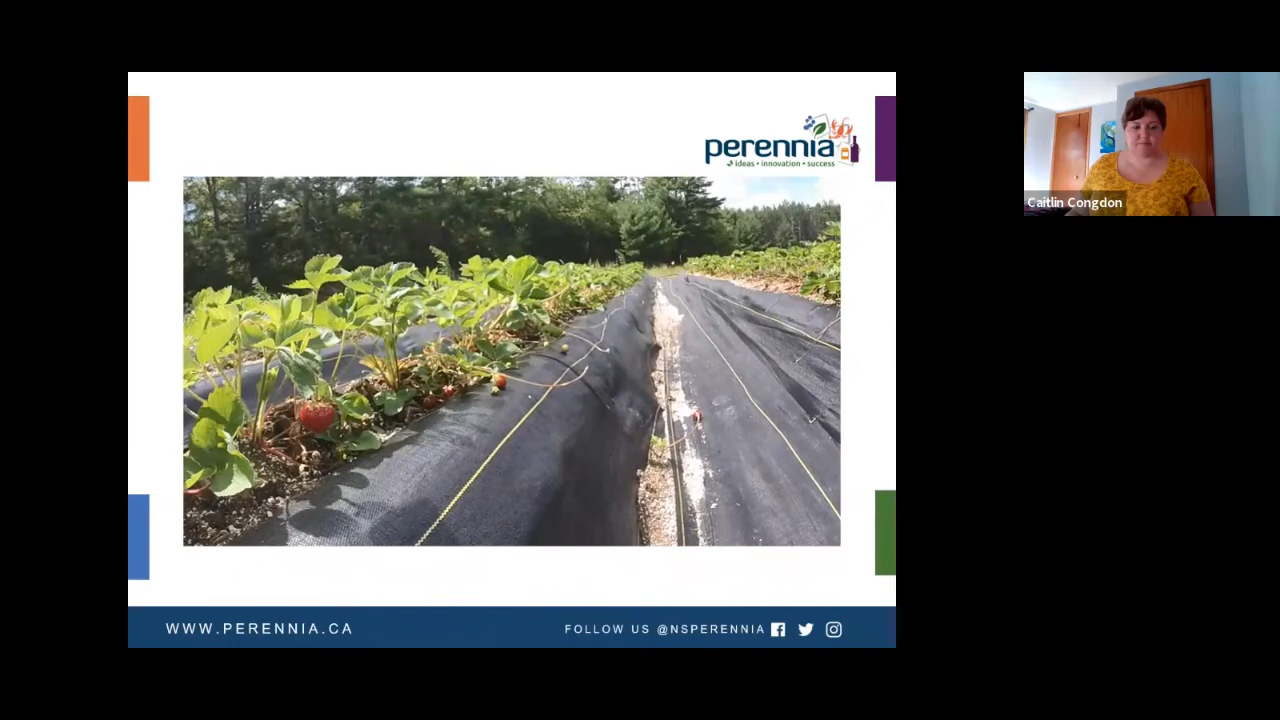 perennia
ideas • innovation • success
Caitlin Congdon
WWW.PERENNIA.CA
FOLLOW US @NSPERENNIA